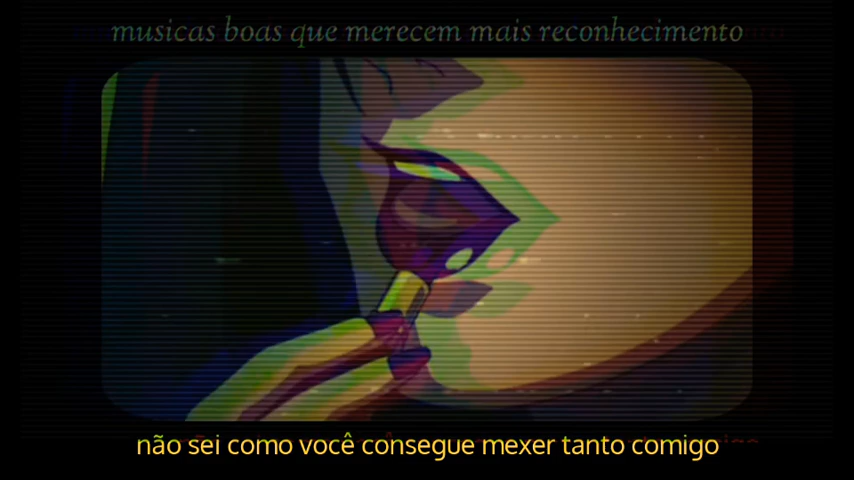 musicas boas que merecem mais reconhecimento
não sei como você consegue mexer tanto comigo